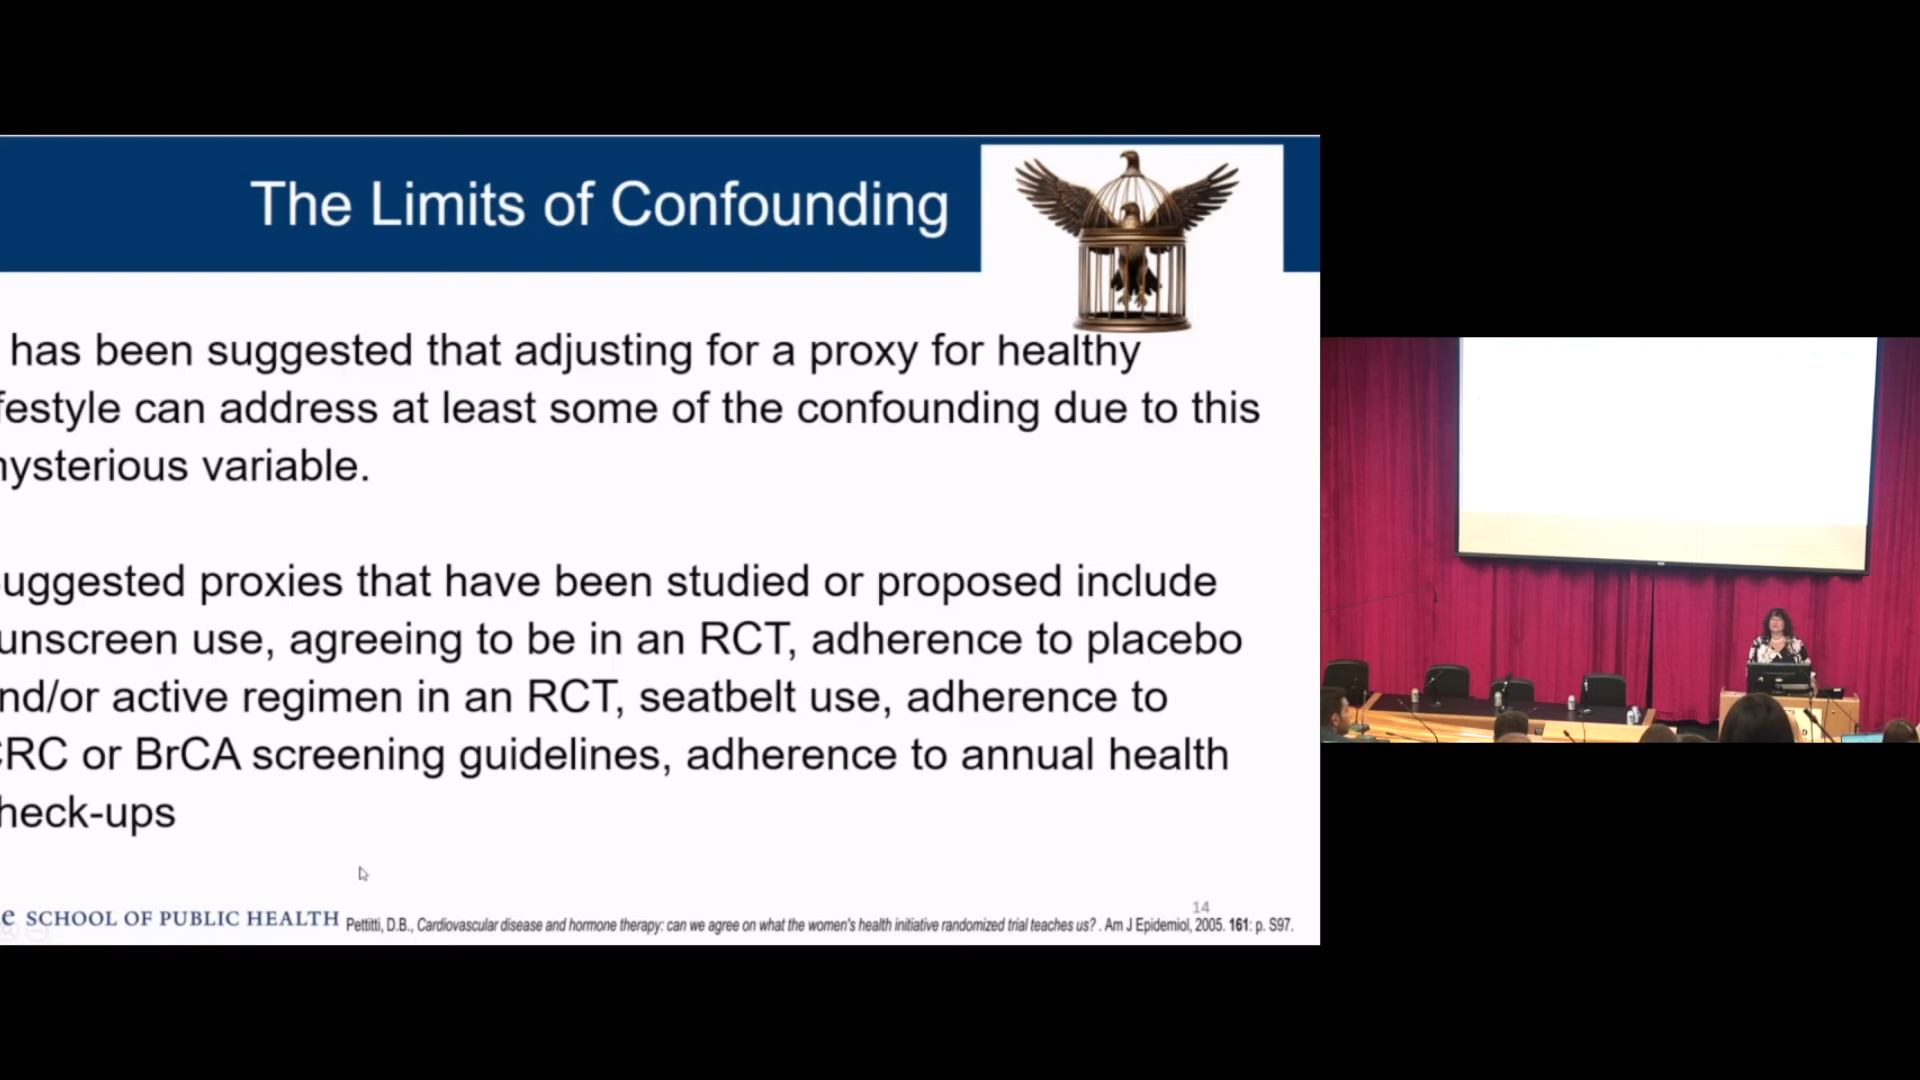 The Limits of Confounding
has been suggested that adjusting for a proxy for healthy
festyle can address at least some of the confounding due to this
ysterious variable.
uggested proxies that have been studied or proposed include
unscreen use, agreeing to be in an RCT, adherence to placebo
nd/or active regimen in an RCT, seatbelt use, adherence to
RC or BrCA screening guidelines, adherence to annual health
heck-ups
14
e SCHOOL OF PUBLIC HEALTH
Pettitti, D.B., Cardiovascular disease and hormone therapy: can we agree on what the women's health initiative randomized trial teaches us? . Am J Epidemiol, 2005. 161: p. S97.